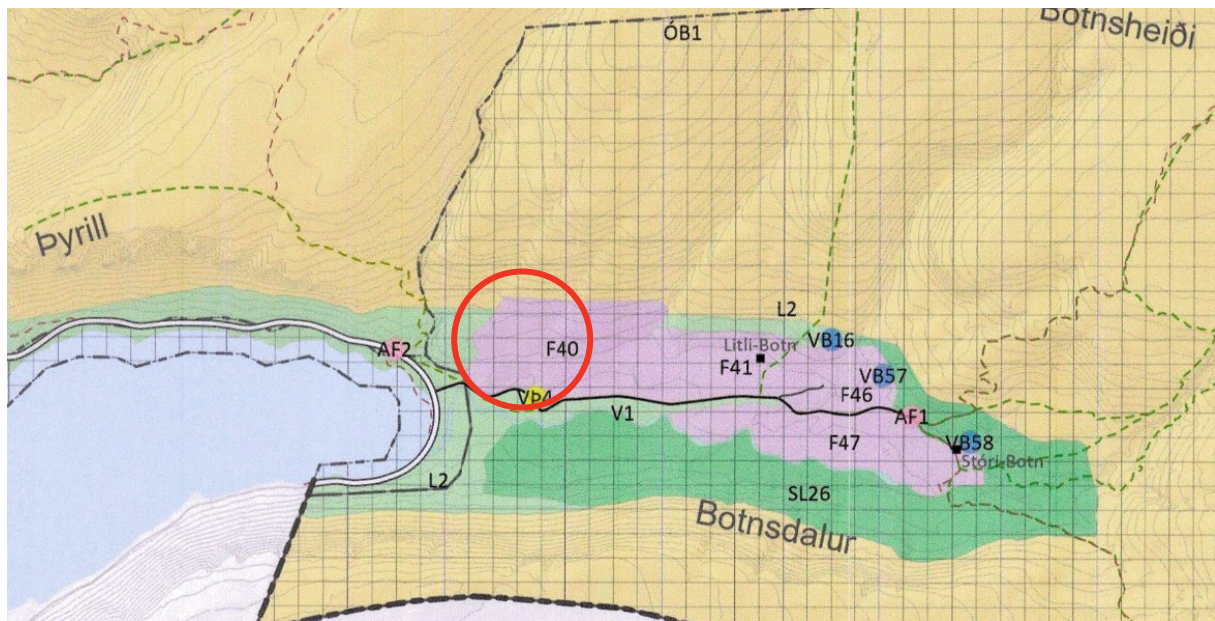 ÓB1
Botnsheiði
Þyrill
L2
AF2
F40
Litli-Botn
VB16
F41
VB57
F46
VÞ4
V1
AF1
F47
VB58
Stóri-Botn
L2
SL26
Botnsdalur